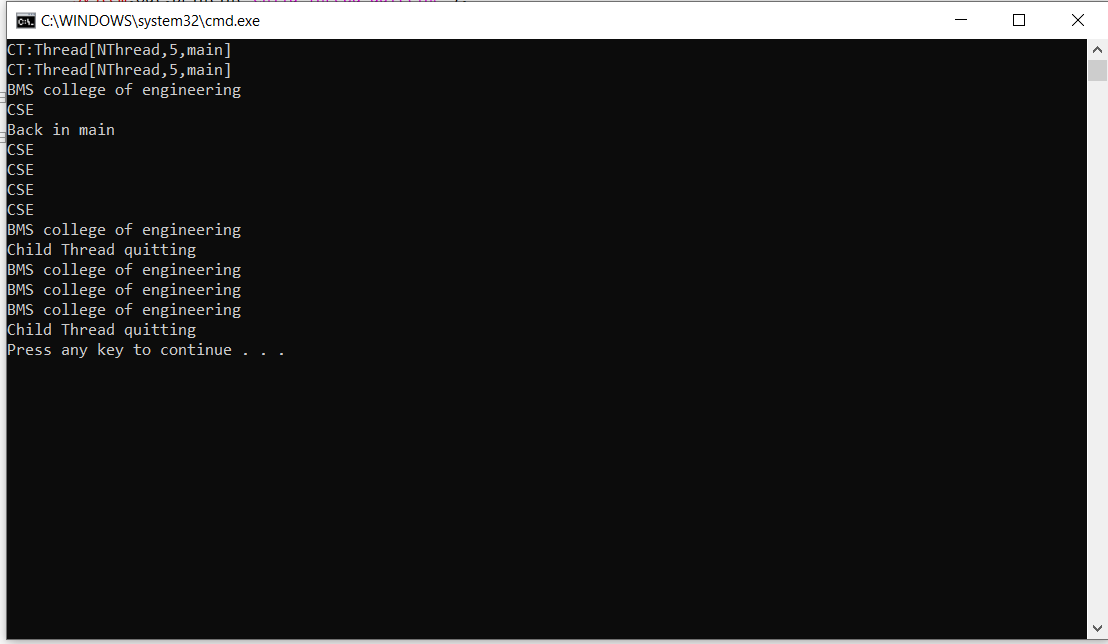 C:\WINDOWS\system32\cmd.exe
CT:Thread[NThread,5,main]
CT:Thread[NThread,5,main]
BMS college of engineering
CSE
Back in main
CSE
CSE
CSE
CSE
BMS college of engineering
Child Thread quitting
BMS college of engineering
BMS college of engineering
BMS college of engineering
Child Thread quitting
Press any key to continue . . .